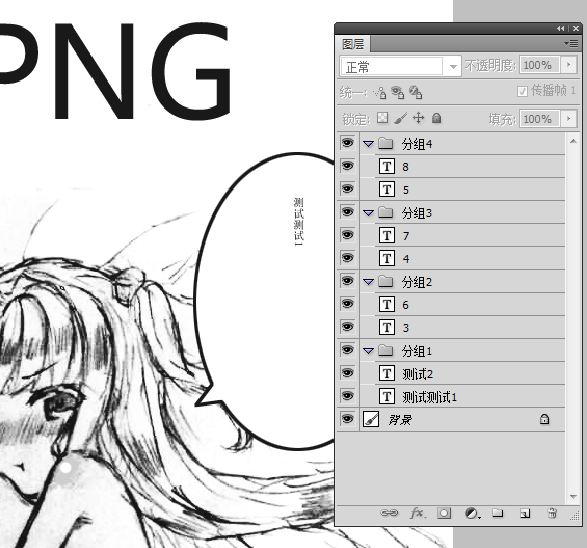 PNG
测试测试1
图层
正常
不透明度: 100%
统一: 传播帧 1
锁定: 填充: 100%
分组4
8
5
分组3
7
4
分组2
6
3
分组1
测试2
测试测试1
背景
fx